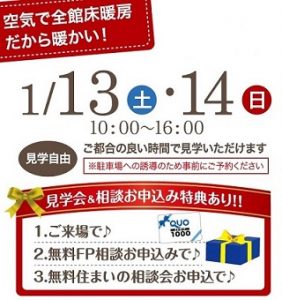 空気で全館床暖房
だから暖かい！
1/13土・14日
10:00～16:00
見学自由
ご都合の良い時間で見学いただけます
※駐車場への誘導のため事前にご予約ください
見学会&相談お申込み特典あり!!
1.ご来場で♪
2.無料FP相談お申込みで♪
3.無料住まいの相談会お申込で♪
QUO
1000